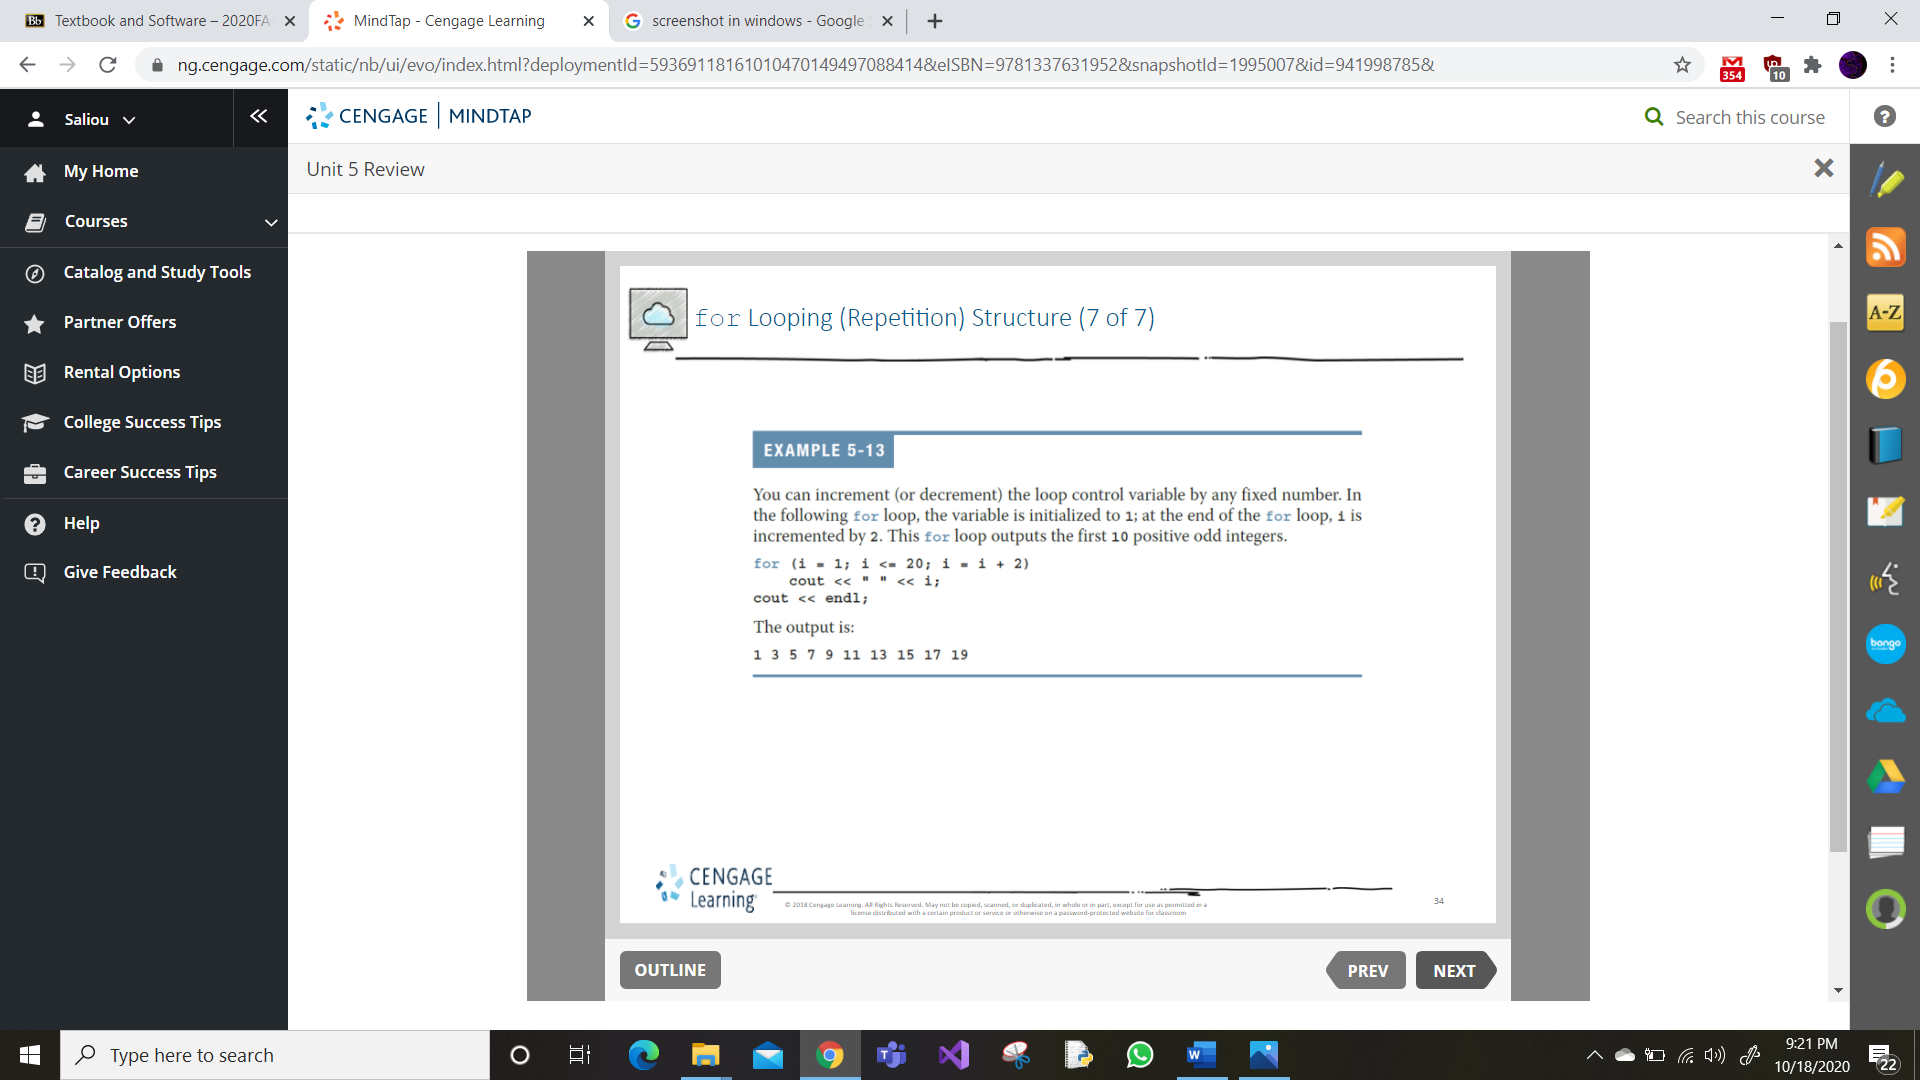 Bb Textbook and Software – 2020FA
MindTap - Cengage Learning
screenshot in windows - Google
ng.cengage.com/static/nb/ui/evo/index.html?deploymentId=59369118161010470149497088414&eISBN=9781337631952&snapshotId=1995007&id=941998785&
354
10
Saliou
CENGAGE | MINDTAP
Search this course
My Home
Unit 5 Review
Courses
Catalog and Study Tools
Partner Offers
Rental Options
College Success Tips
Career Success Tips
Help
Give Feedback
for Looping (Repetition) Structure (7 of 7)
EXAMPLE 5-13
You can increment (or decrement) the loop control variable by any fixed number. In
the following for loop, the variable is initialized to 1; at the end of the for loop, i is
incremented by 2. This for loop outputs the first 10 positive odd integers.
for (i = 1; i <= 20; i = i + 2)
cout << " " << i;
cout << endl;
The output is:
1 3 5 7 9 11 13 15 17 19
CENGAGE
Learning
© 2018 Cengage Learning. All Rights Reserved. May not be copied, scanned, or duplicated, in whole or in part, except for use as permitted in a
license distributed with a certain product or service or otherwise on a password-protected website for classroom
34
OUTLINE
PREV
NEXT
A-Z
bongo
Type here to search
9:21 PM
10/18/2020
22